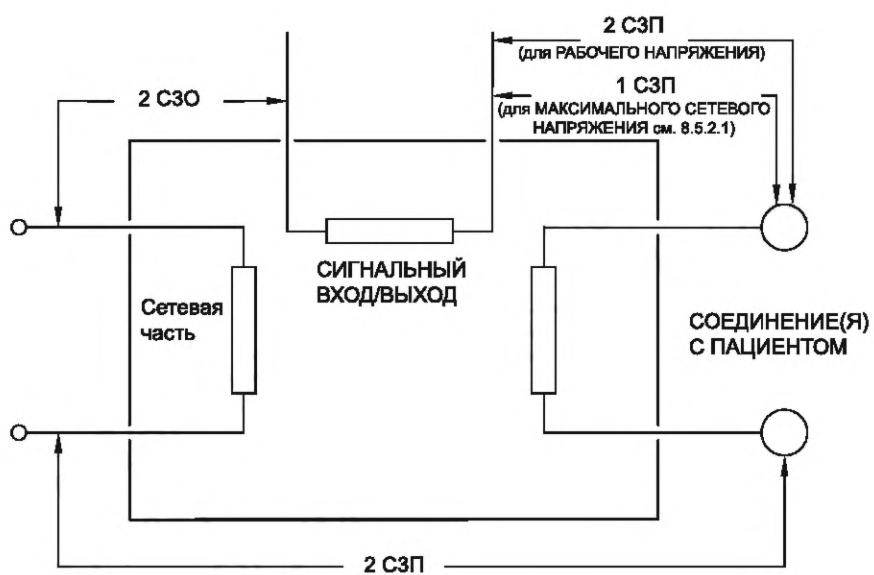 2 СЗП
(для РАБОЧЕГО НАПРЯЖЕНИЯ)
2 СЗО
1 СЗП
(для МАКСИМАЛЬНОГО СЕТЕВОГО
НАПРЯЖЕНИЯ см. 8.5.2.1)
СИГНАЛЬНЫЙ
ВХОД/ВЫХОД
Сетевая
часть
СОЕДИНЕНИЕ(Я)
С ПАЦИЕНТОМ
2 СЗП